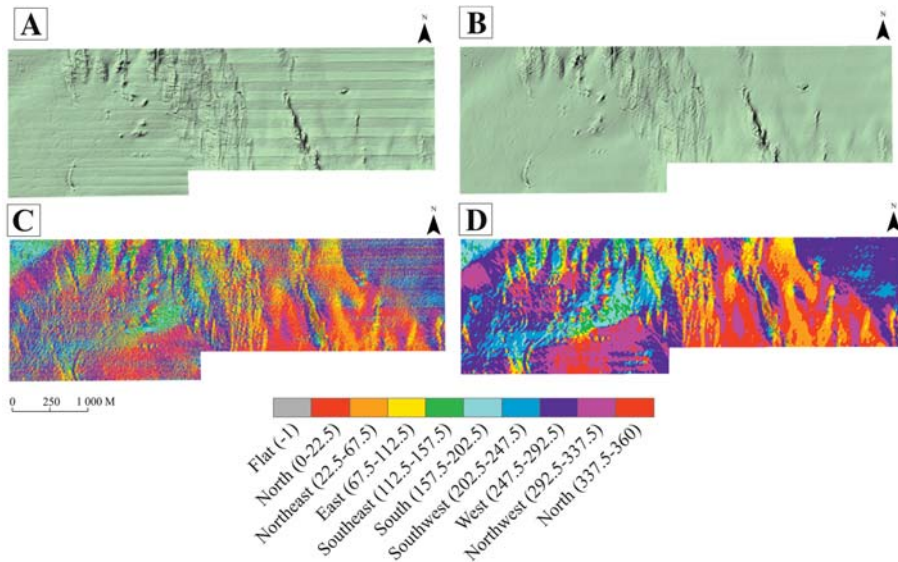 A
N
B
N
C
N
D
N
0 250 1 000 M
Flat (-1)
North (0-22.5)
Northeast (22.5-67.5)
East (67.5-112.5)
Southeast (112.5-157.5)
South (157.5-202.5)
Southwest (202.5-247.5)
West (247.5-292.5)
Northwest (292.5-337.5)
North (337.5-360)